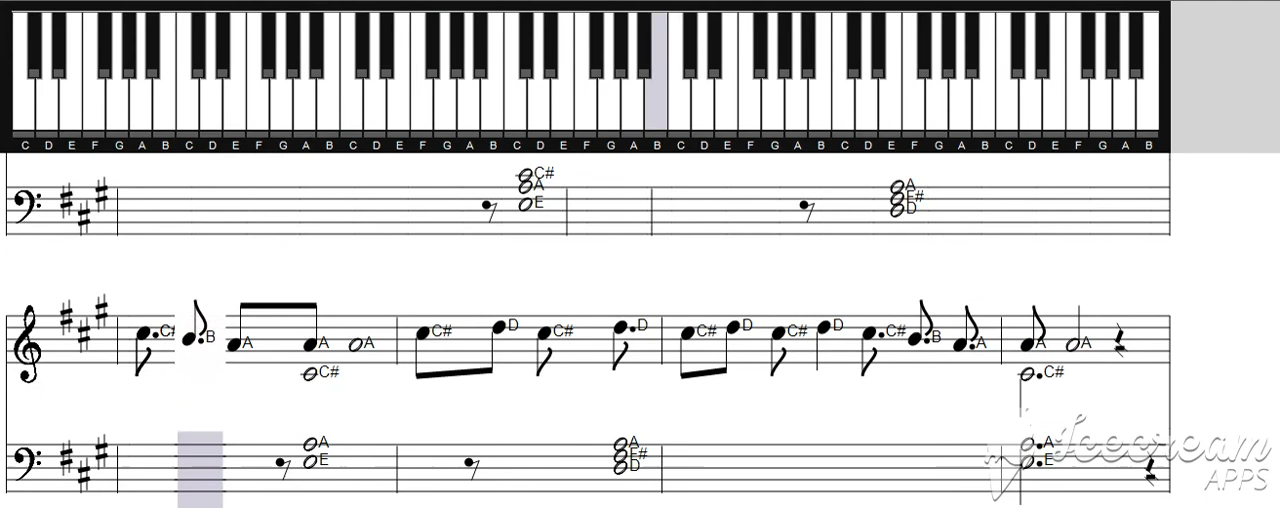 C D E F G A B C D E F G A B C D E F G A B C D E F G A B C D E F G A B C D E F G A B C D E F G A B
C#
A
E
A
F#
D
C# B A A A C# D C# D C# D C# D C# B A A A
C# C#
A A A
E F# E
D
Icecream
APPS